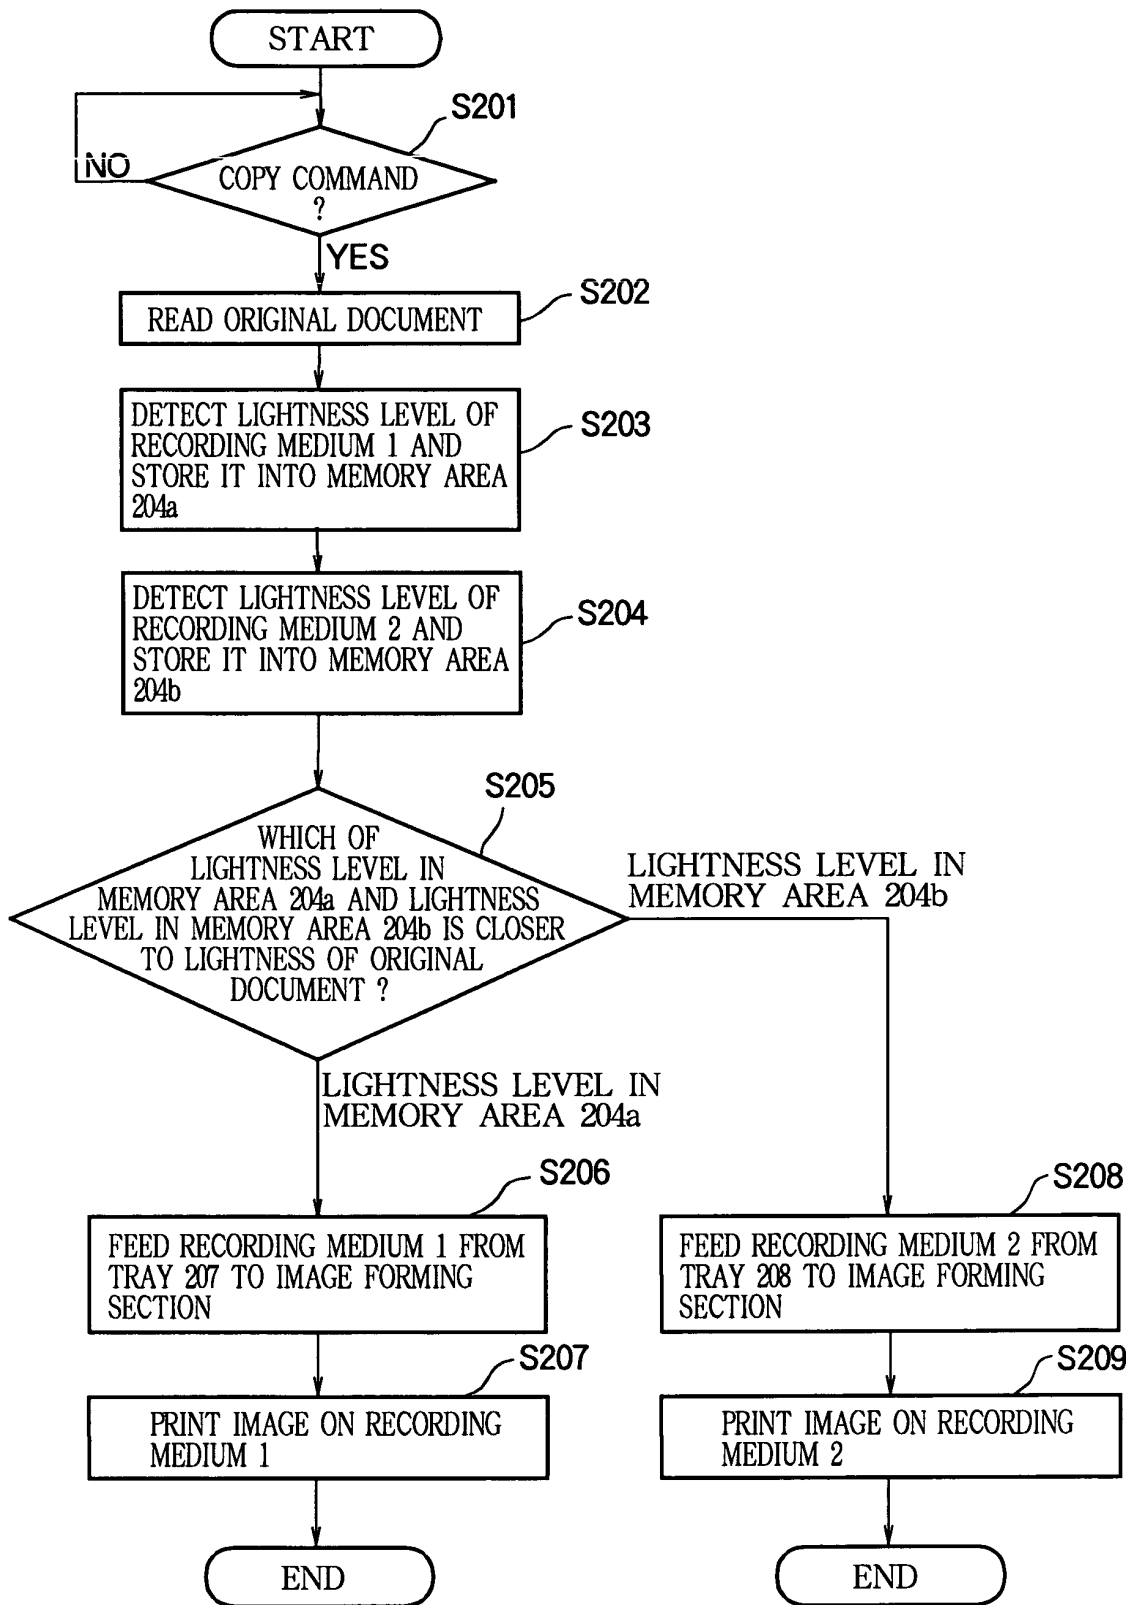 START
S201
NO
COPY COMMAND
?
YES
S202
READ ORIGINAL DOCUMENT
S203
DETECT LIGHTNESS LEVEL OF
RECORDING MEDIUM 1 AND
STORE IT INTO MEMORY AREA
204a
S204
DETECT LIGHTNESS LEVEL OF
RECORDING MEDIUM 2 AND
STORE IT INTO MEMORY AREA
204b
S205
WHICH OF
LIGHTNESS LEVEL IN
MEMORY AREA 204a AND LIGHTNESS
LEVEL IN MEMORY AREA 204b IS CLOSER
TO LIGHTNESS OF ORIGINAL
DOCUMENT ?
LIGHTNESS LEVEL IN
MEMORY AREA 204b
LIGHTNESS LEVEL IN
MEMORY AREA 204a
S206
FEED RECORDING MEDIUM 1 FROM
TRAY 207 TO IMAGE FORMING
SECTION
S207
PRINT IMAGE ON RECORDING
MEDIUM 1
END
S208
FEED RECORDING MEDIUM 2 FROM
TRAY 208 TO IMAGE FORMING
SECTION
S209
PRINT IMAGE ON RECORDING
MEDIUM 2
END